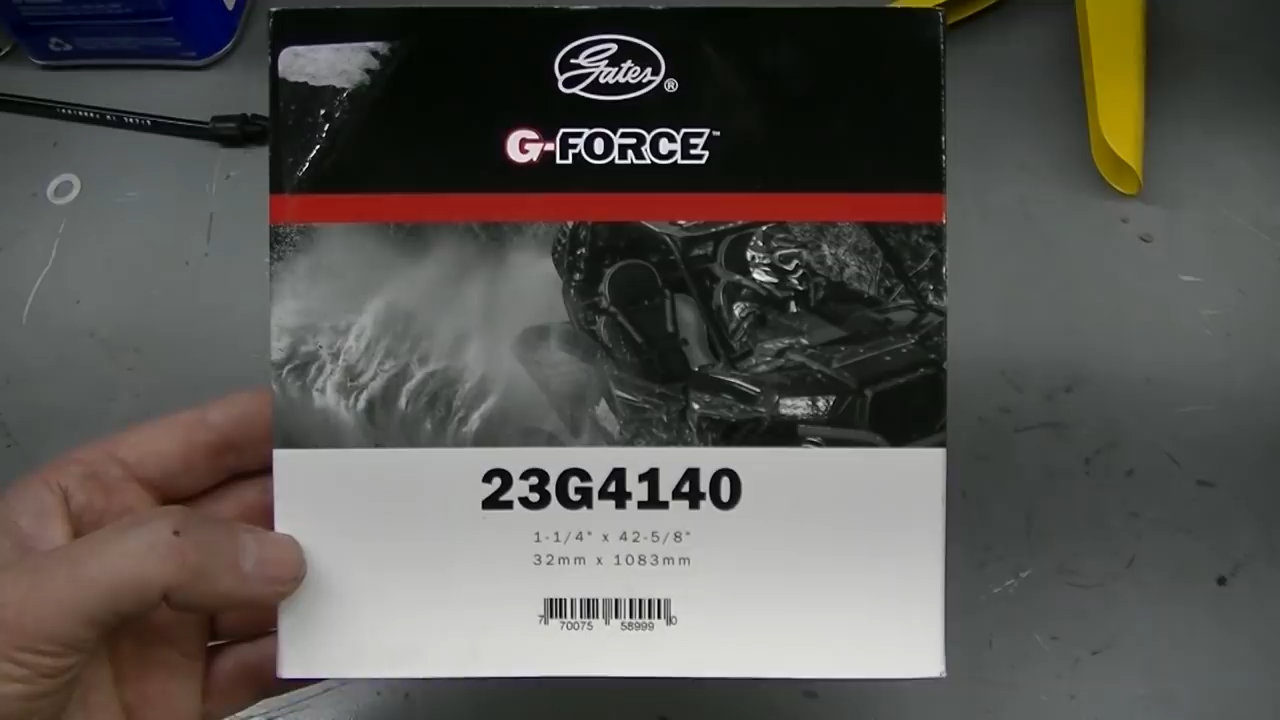 Gates®
G-FORCE™
23G4140
1-1/4" x 42-5/8"
32mm x 1083mm
7 70075 58999 0